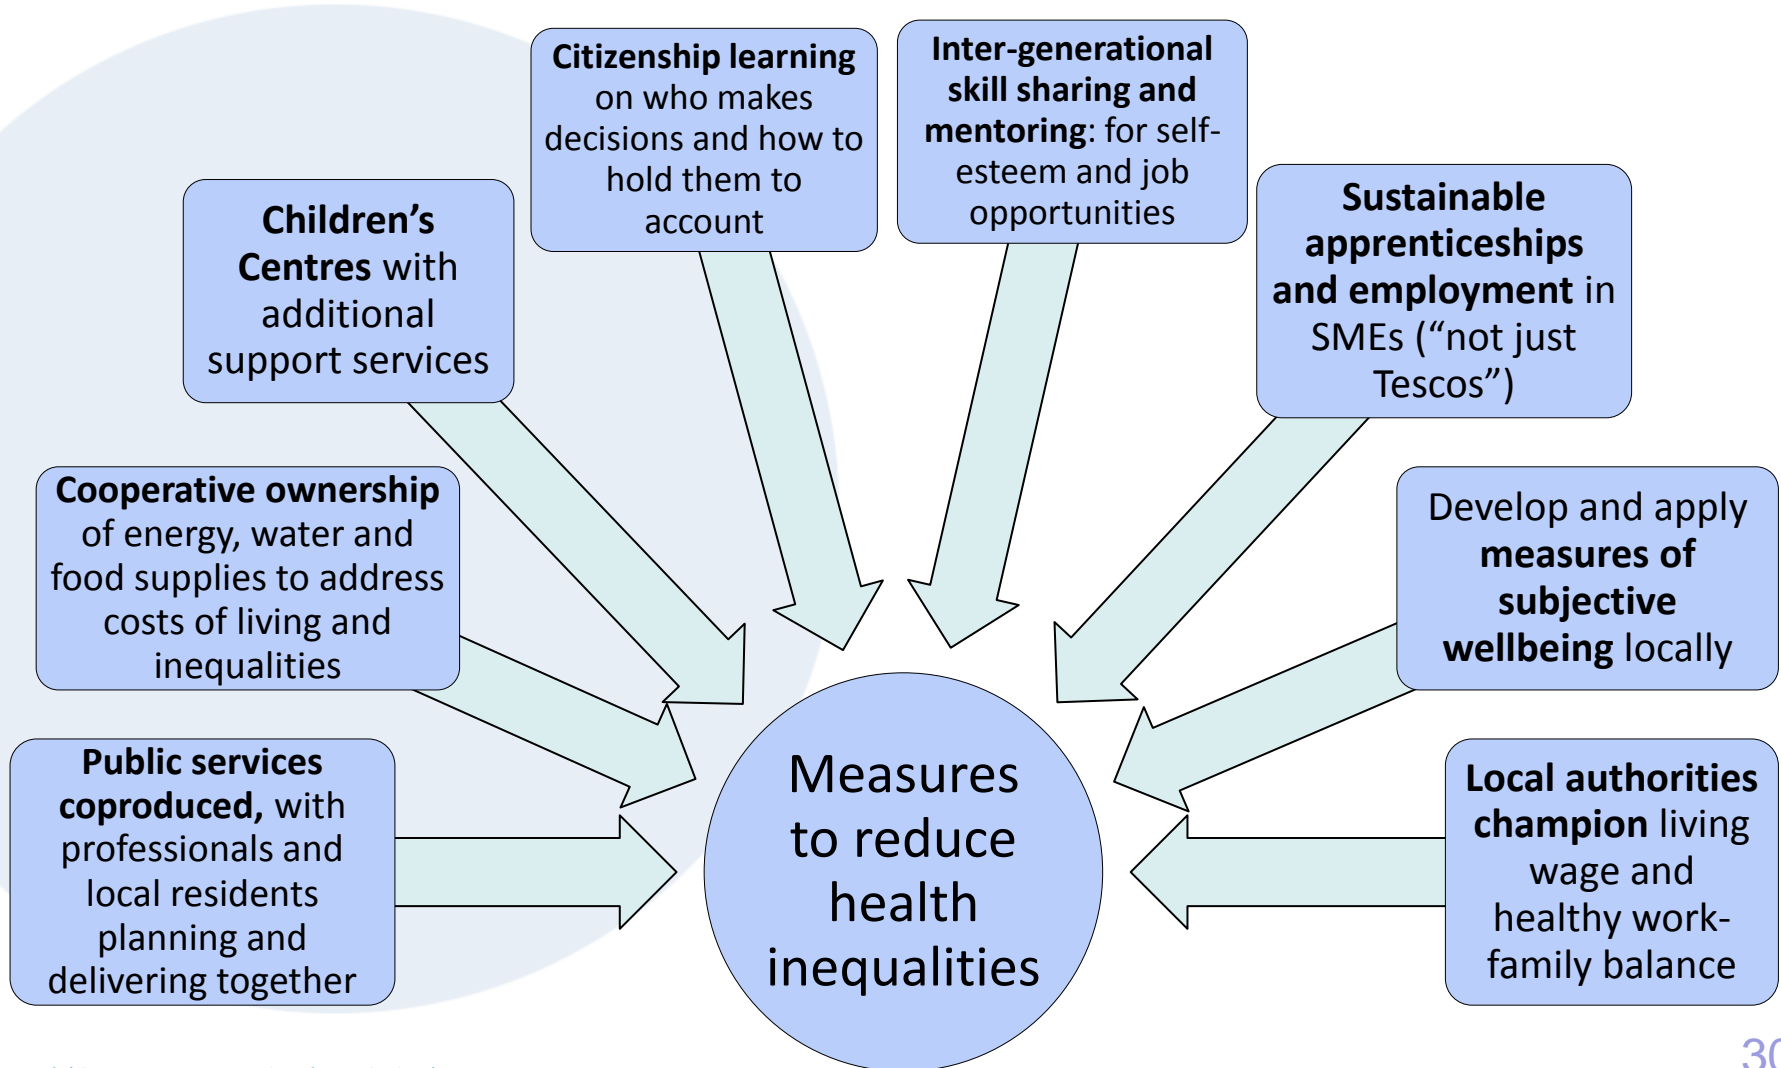 Citizenship learning
on who makes
decisions and how to
hold them to
account
Inter-generational
skill sharing and
mentoring: for self-
esteem and job
opportunities
Children’s
Centres with
additional
support services
Sustainable
apprenticeships
and employment in
SMEs (“not just
Tescos”)
Cooperative ownership
of energy, water and
food supplies to address
costs of living and
inequalities
Develop and apply
measures of
subjective
wellbeing locally
Public services
coproduced, with
professionals and
local residents
planning and
delivering together
Measures
to reduce
health
inequalities
Local authorities
champion living
wage and
healthy work-
family balance
30